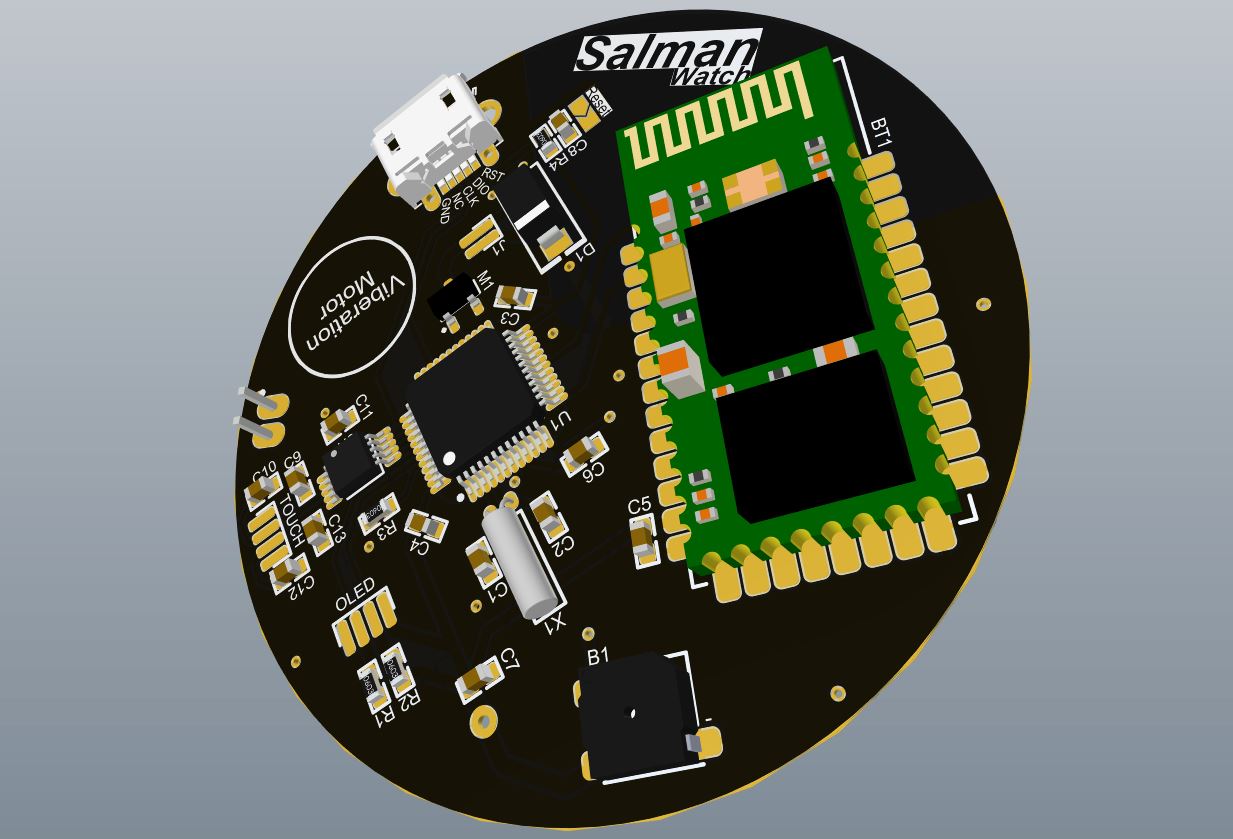 Salman
Watch
Reset
C8
R4
BT1
RST
DIO
CLK
NC
GND
J1
D1
Viberation
Motor
M1
C3
U1
C11
C10
C9
TOUCH
C13
C12
R3
C4
C6
C5
C2
C1
X1
OLED
R1
R2
C7
B1
-